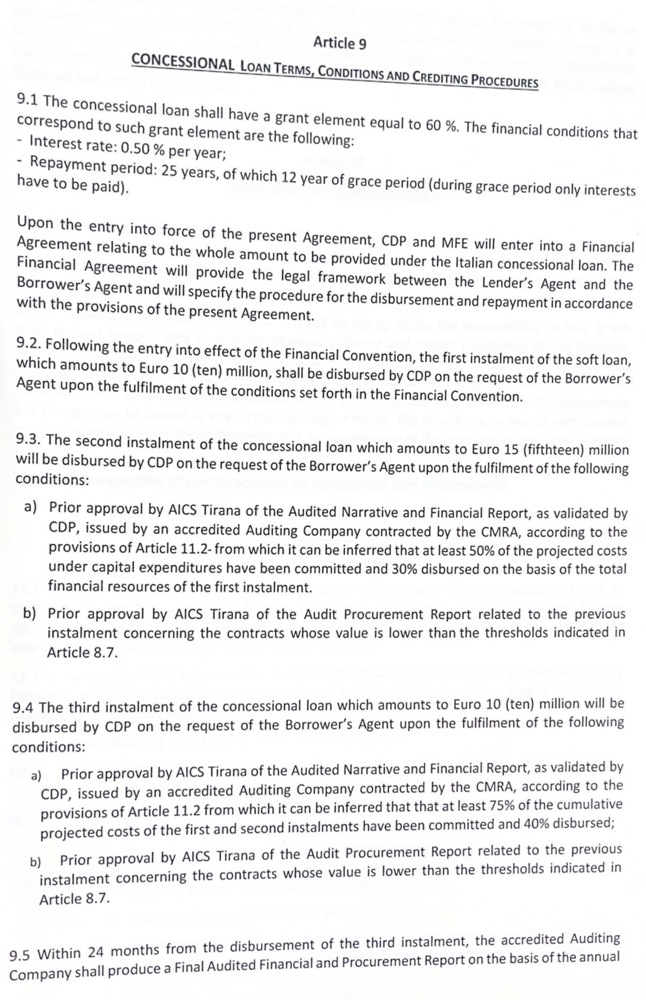 Article 9
CONCESSIONAL LOAN TERMS, CONDITIONS AND CREDITING PROCEDURES
9.1 The concessional loan shall have a grant element equal to 60 %. The financial conditions that
correspond to such grant element are the following:
- Interest rate: 0.50 % per year;
- Repayment period: 25 years, of which 12 year of grace period (during grace period only interests
have to be paid).
Upon the entry into force of the present Agreement, CDP and MFE will enter into a Financial
Agreement relating to the whole amount to be provided under the Italian concessional loan. The
Financial Agreement will provide the legal framework between the Lender's Agent and the
Borrower's Agent and will specify the procedure for the disbursement and repayment in accordance
with the provisions of the present Agreement.
9.2. Following the entry into effect of the Financial Convention, the first instalment of the soft loan,
which amounts to Euro 10 (ten) million, shall be disbursed by CDP on the request of the Borrower's
Agent upon the fulfilment of the conditions set forth in the Financial Convention.
9.3. The second instalment of the concessional loan which amounts to Euro 15 (fifthteen) million
will be disbursed by CDP on the request of the Borrower's Agent upon the fulfilment of the following
conditions:
a) Prior approval by AICS Tirana of the Audited Narrative and Financial Report, as validated by
CDP, issued by an accredited Auditing Company contracted by the CMRA, according to the
provisions of Article 11.2- from which it can be inferred that at least 50% of the projected costs
under capital expenditures have been committed and 30% disbursed on the basis of the total
financial resources of the first instalment.
b) Prior approval by AICS Tirana of the Audit Procurement Report related to the previous
instalment concerning the contracts whose value is lower than the thresholds indicated in
Article 8.7.
9.4 The third instalment of the concessional loan which amounts to Euro 10 (ten) million will be
disbursed by CDP on the request of the Borrower's Agent upon the fulfilment of the following
conditions:
a) Prior approval by AICS Tirana of the Audited Narrative and Financial Report, as validated by
CDP, issued by an accredited Auditing Company contracted by the CMRA, according to the
provisions of Article 11.2 from which it can be inferred that that at least 75% of the cumulative
projected costs of the first and second instalments have been committed and 40% disbursed;
b) Prior approval by AICS Tirana of the Audit Procurement Report related to the previous
instalment concerning the contracts whose value is lower than the thresholds indicated in
Article 8.7.
9.5 Within 24 months from the disbursement of the third instalment, the accredited Auditing
Company shall produce a Final Audited Financial and Procurement Report on the basis of the annual